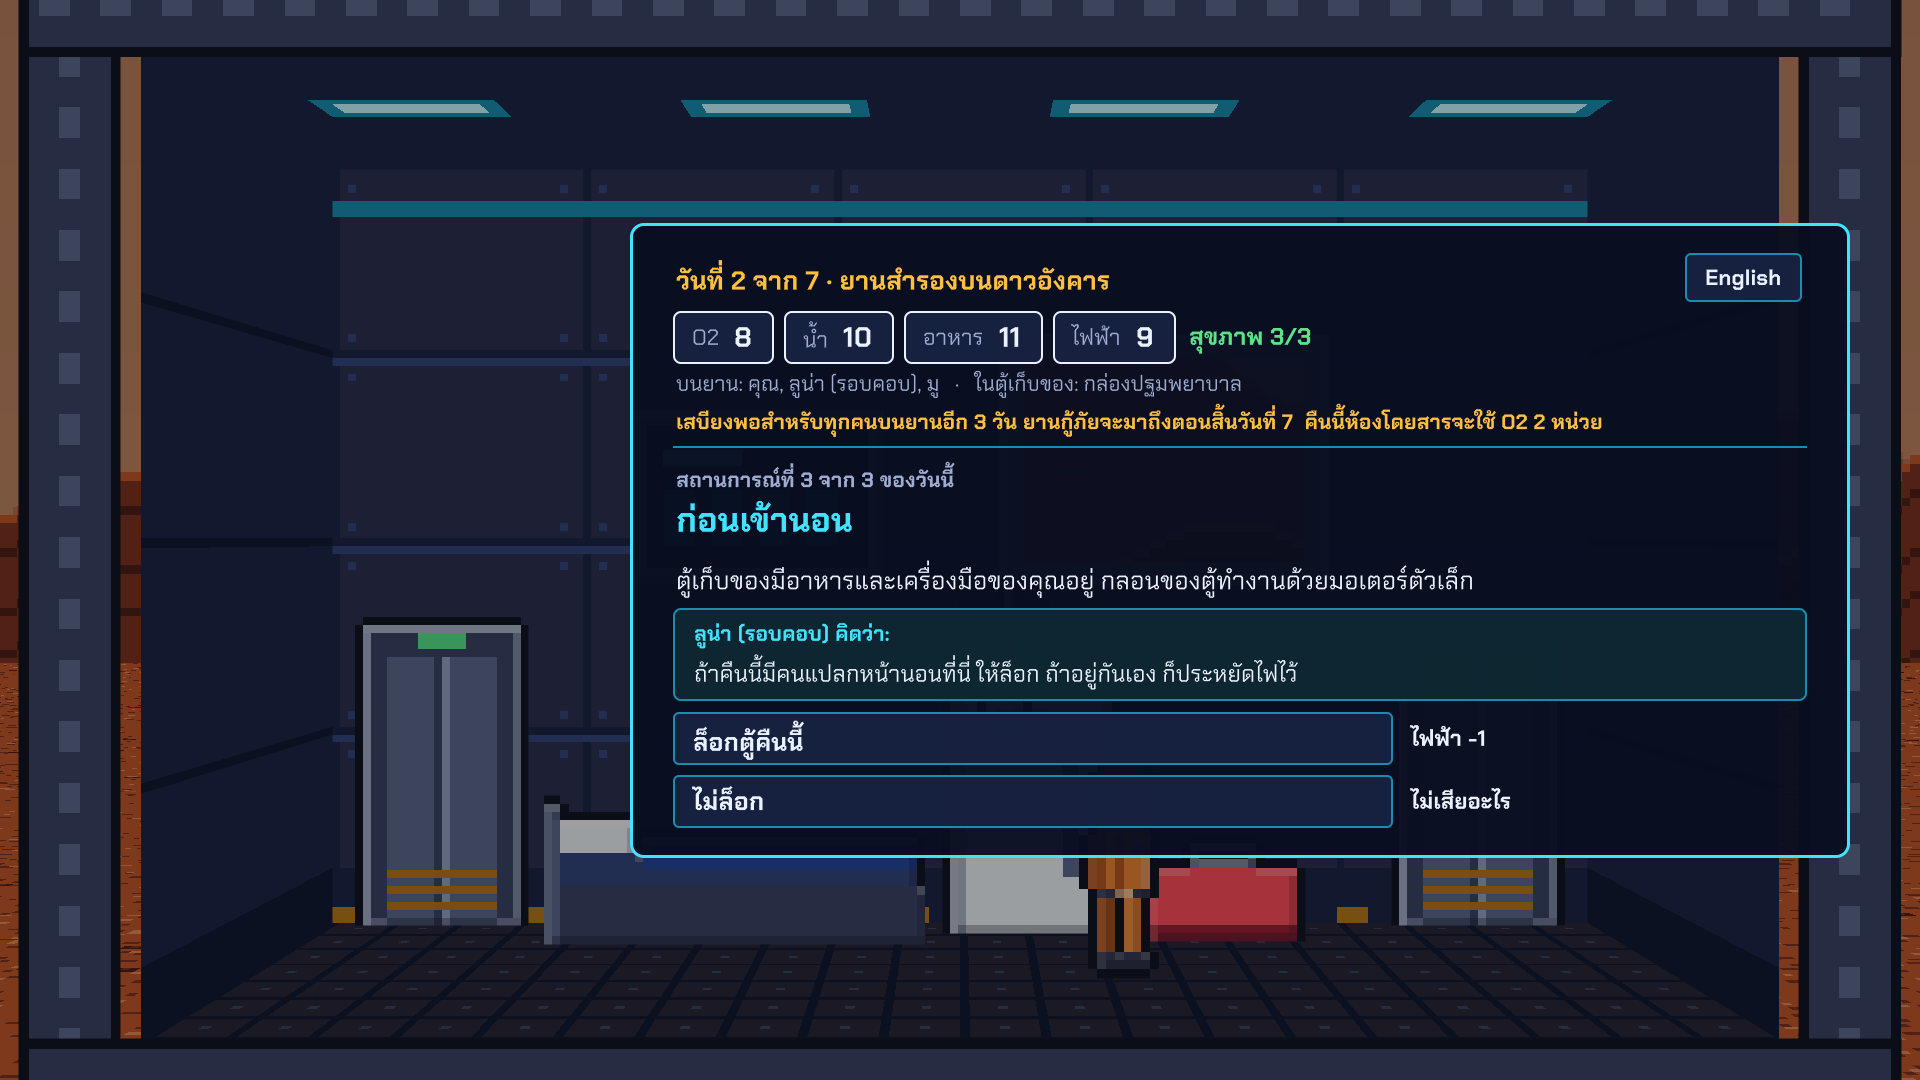 วันที่ 2 จาก 7 · ยานสำรองบนดาวอังคาร
English
O2 8 น้ำ 10 อาหาร 11 ไฟฟ้า 9 สุขภาพ 3/3
บนยาน: คุณ, ลูน่า (รอบคอบ), มู · ในตู้เก็บของ: กล่องปฐมพยาบาล
เสบียงพอสำหรับทุกคนบนยานอีก 3 วัน ยานกู้ภัยจะมาถึงตอนสิ้นวันที่ 7 คืนนี้ห้องโดยสารจะใช้ O2 2 หน่วย
สถานการณ์ที่ 3 จาก 3 ของวันนี้
ก่อนเข้านอน
ตู้เก็บของมีอาหารและเครื่องมือของคุณอยู่ กลอนของตู้ทำงานด้วยมอเตอร์ตัวเล็ก
ลูน่า (รอบคอบ) คิดว่า:
ถ้าคืนนี้มีคนแปลกหน้านอนที่นี่ ให้ล็อก ถ้าอยู่กันเอง ก็ประหยัดไฟไว้
ล็อกตู้คืนนี้ ไฟฟ้า -1
ไม่ล็อก ไม่เสียอะไร